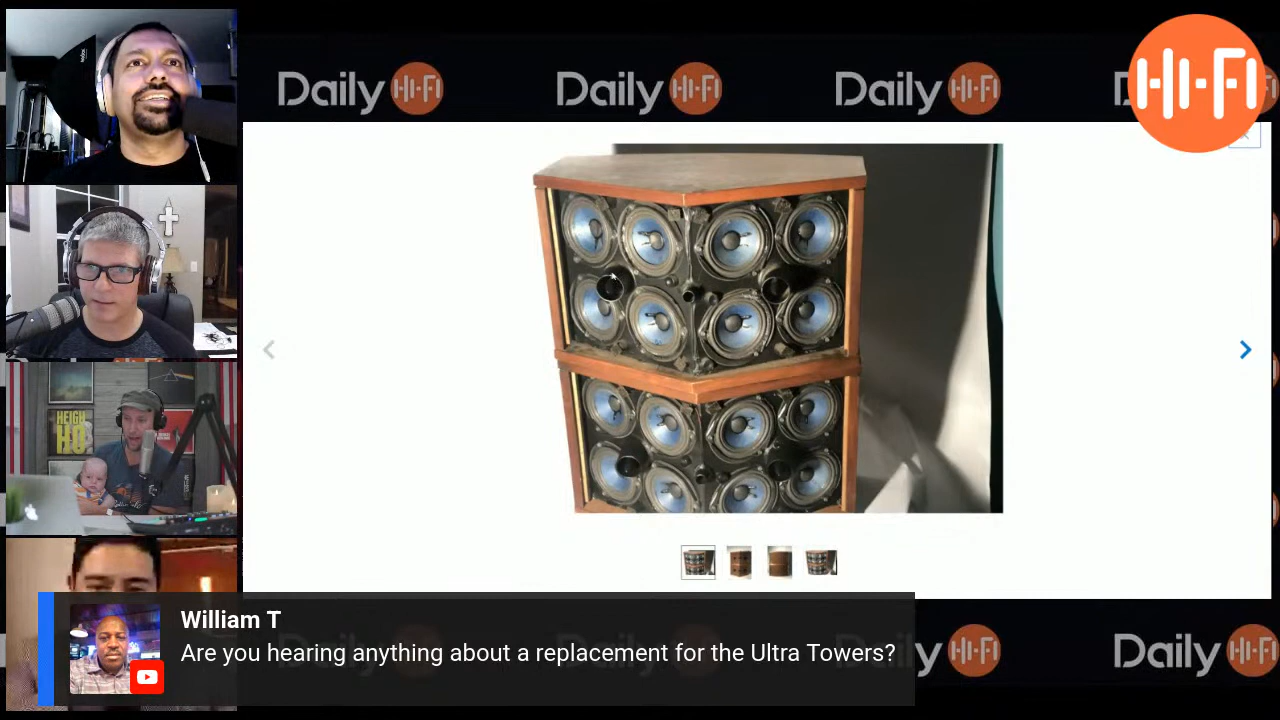 Daily HI-FI
Daily HI-FI
Daily HI-FI
HI-FI
HEIGH
HO
William T
Are you hearing anything about a replacement for the Ultra Towers?
Daily HI-FI
Daily HI-FI